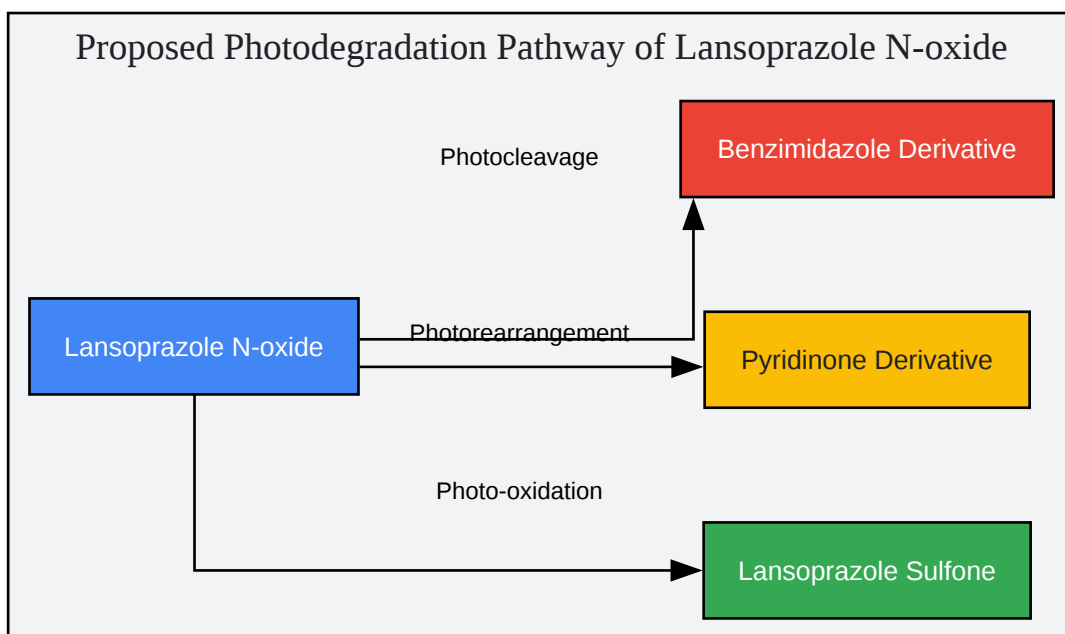 Proposed Photodegradation Pathway of Lansoprazole N-oxide
Photocleavage
Benzimidazole Derivative
Lansoprazole N-oxide
Photorearrangement
Pyridinone Derivative
Photo-oxidation
Lansoprazole Sulfone